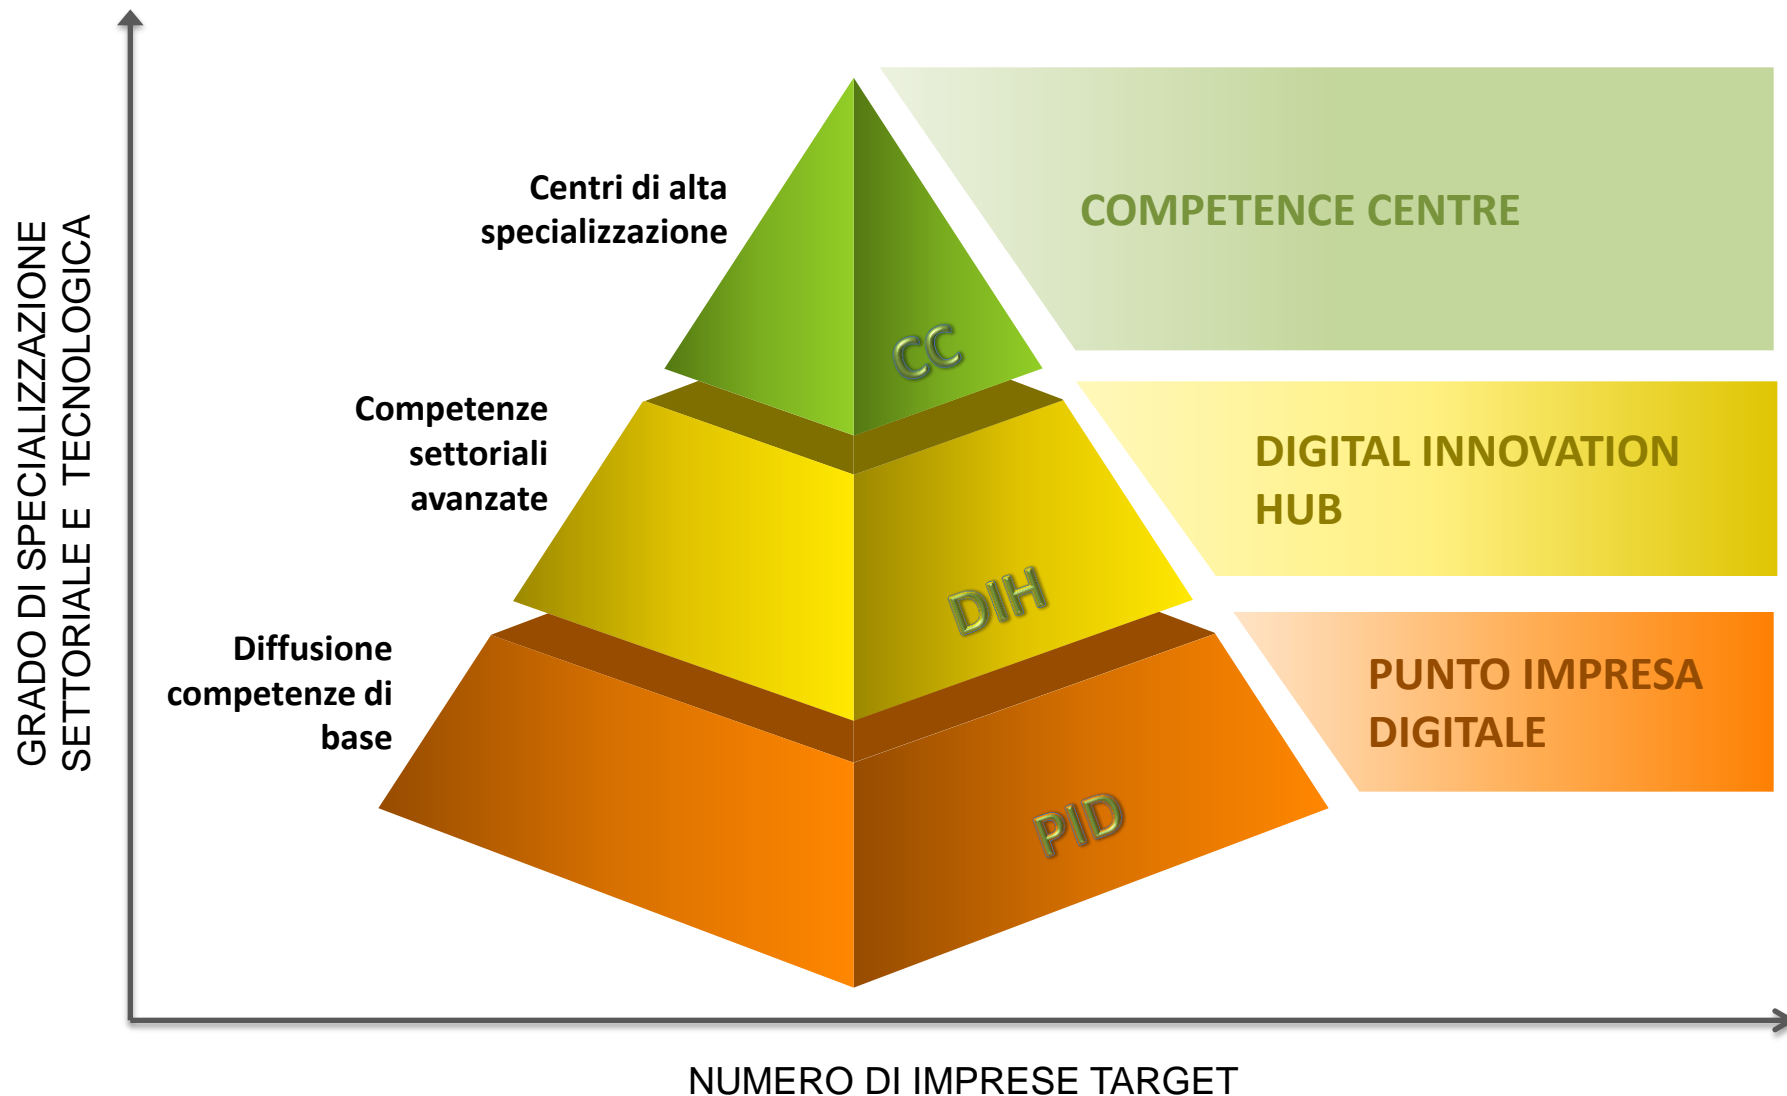 GRADO DI SPECIALIZZAZIONE
SETTORIALE E TECNOLOGICA
Centri di alta
specializzazione
CC
COMPETENCE CENTRE
Competenze
settoriali
avanzate
DIH
DIGITAL INNOVATION
HUB
Diffusione
competenze di
base
PID
PUNTO IMPRESA
DIGITALE
NUMERO DI IMPRESE TARGET